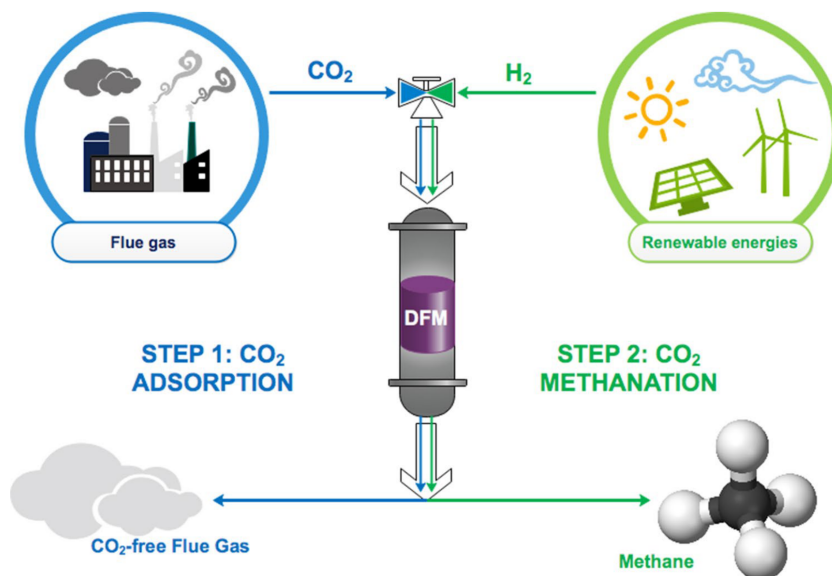 CO₂
H₂
Flue gas
Renewable energies
DFM
STEP 1: CO₂
ADSORPTION
STEP 2: CO₂
METHANATION
CO₂-free Flue Gas
Methane